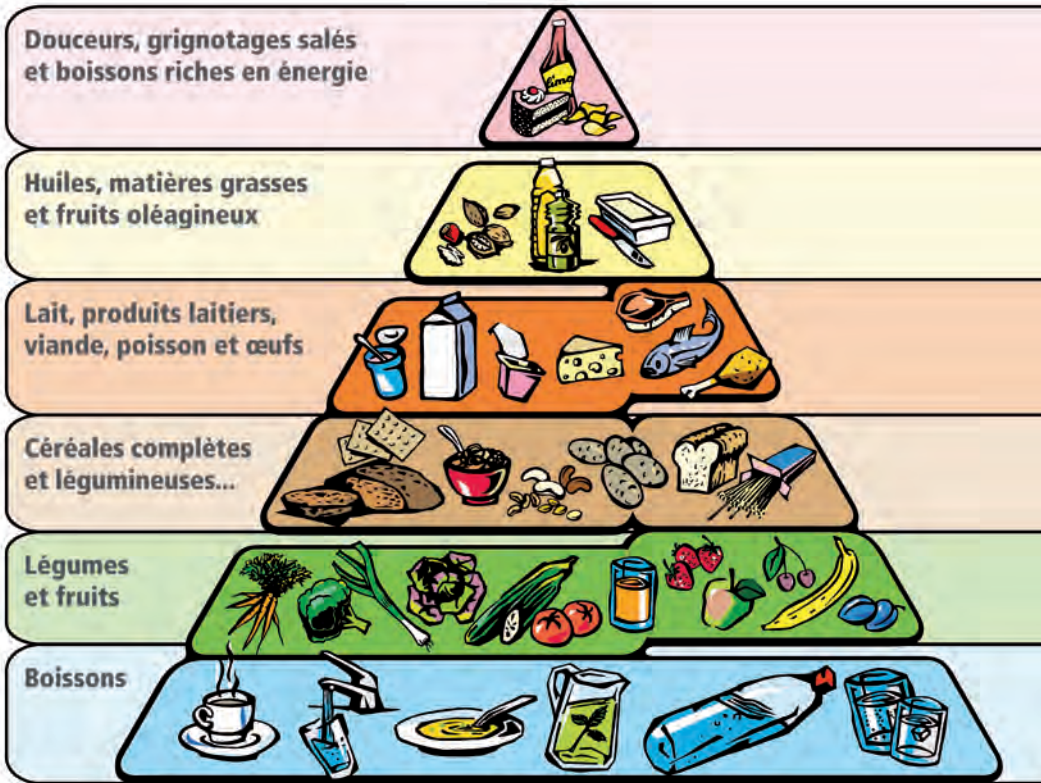 Douceurs, grignotages salés
et boissons riches en énergie
limo
Huiles, matières grasses
et fruits oléagineux
Lait, produits laitiers,
viande, poisson et œufs
Céréales complètes
et légumineuses...
Légumes
et fruits
Boissons